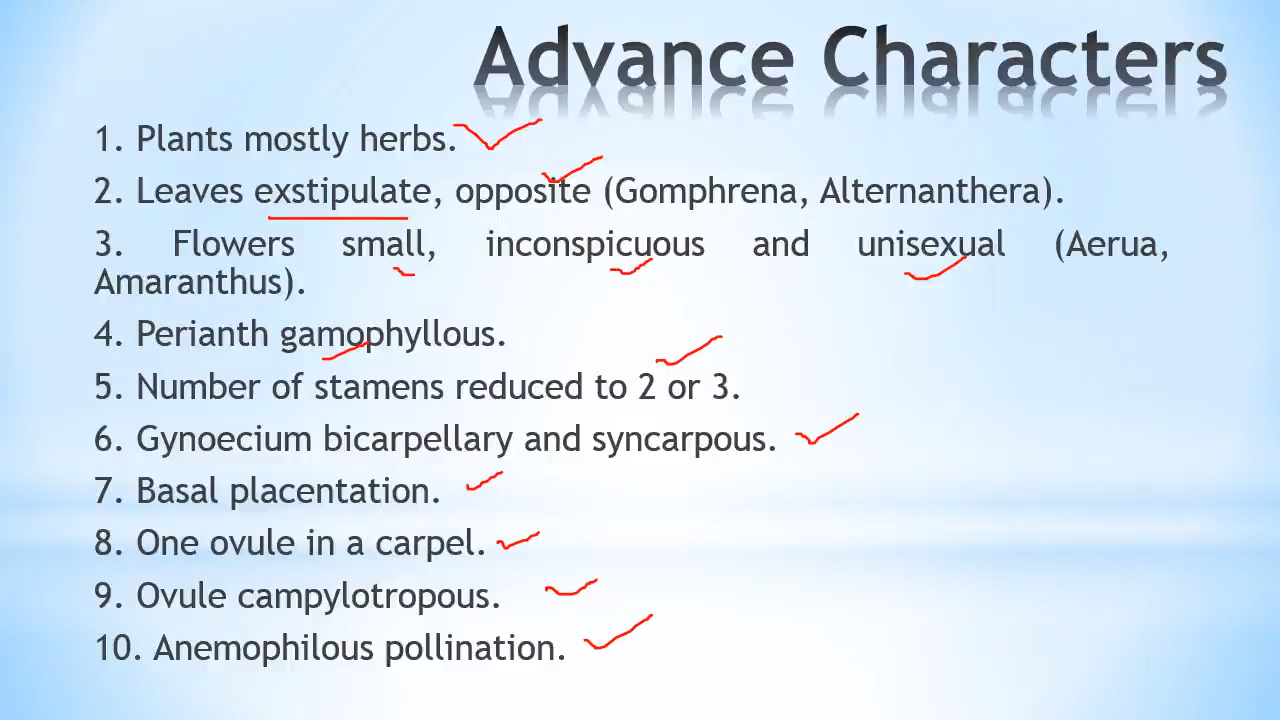 Advance Characters
1. Plants mostly herbs.
2. Leaves exstipulate, opposite (Gomphrena, Alternanthera).
3. Flowers small, inconspicuous and unisexual (Aerua,
Amaranthus).
4. Perianth gamophyllous.
5. Number of stamens reduced to 2 or 3.
6. Gynoecium bicarpellary and syncarpous.
7. Basal placentation.
8. One ovule in a carpel.
9. Ovule campylotropous.
10. Anemophilous pollination.